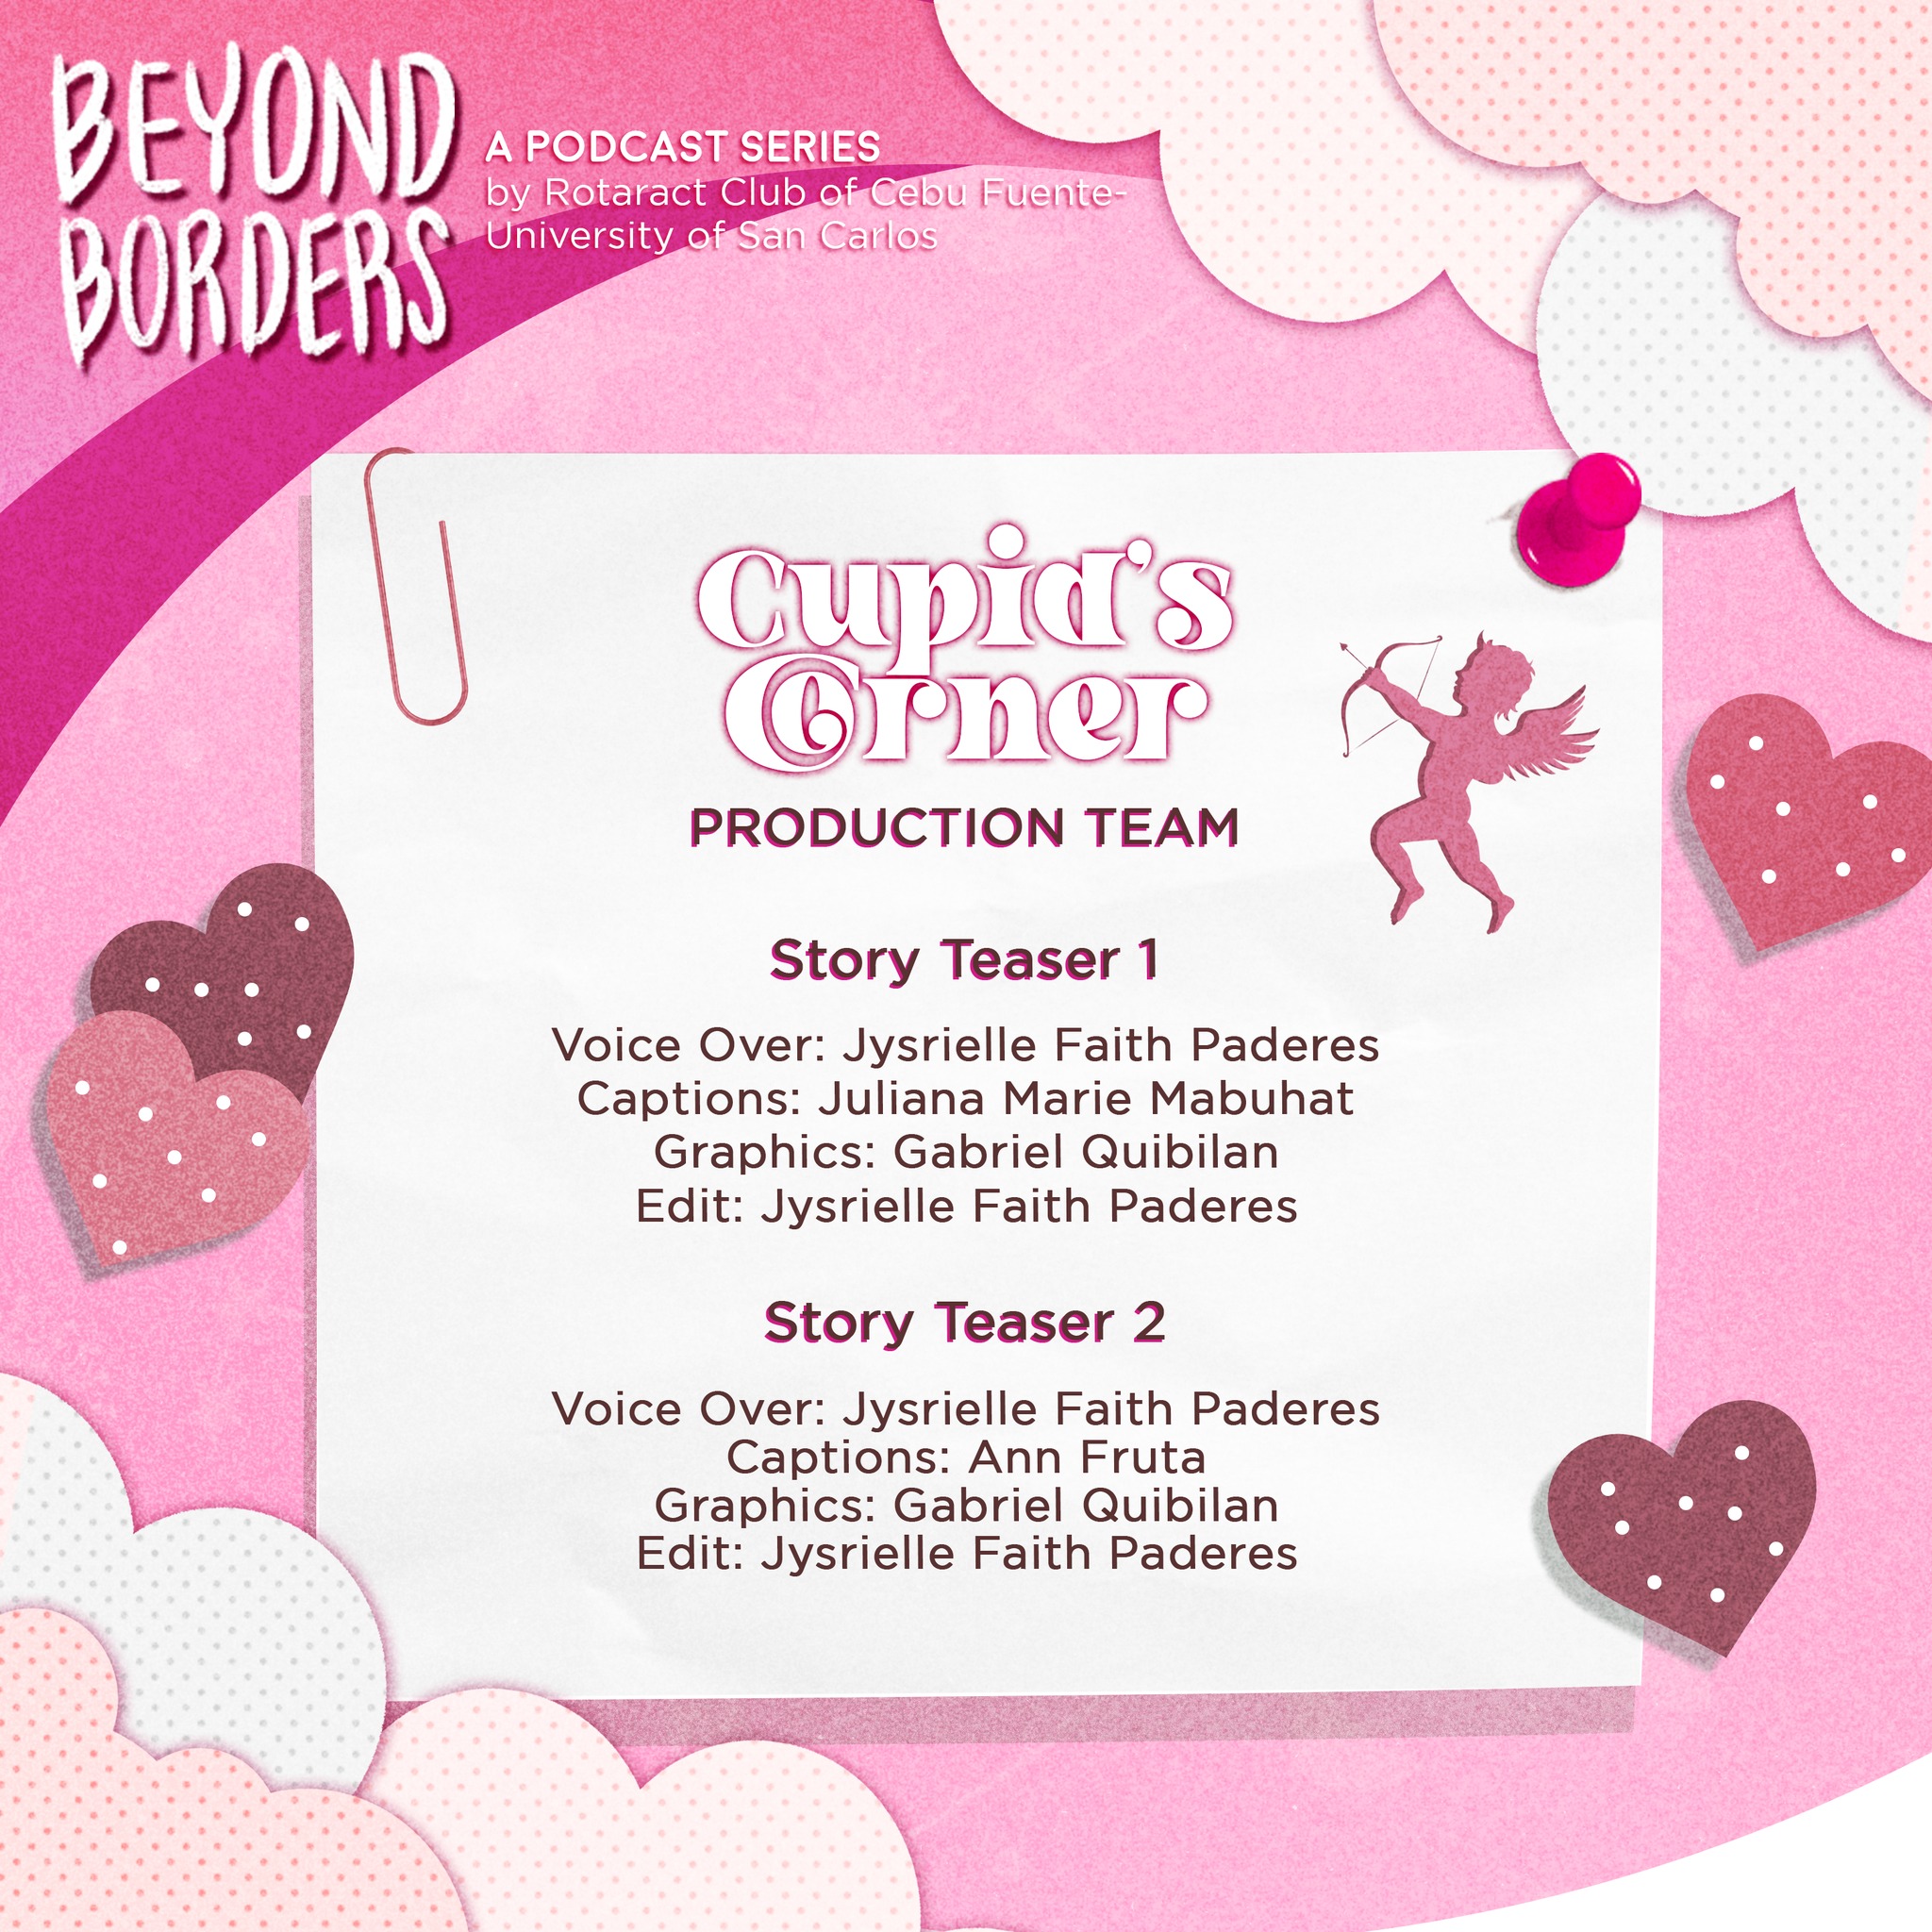 BEYOND
BORDERS
A PODCAST SERIES
by Rotaract Club of Cebu Fuente-
University of San Carlos
Cupid's
Corner
PRODUCTION TEAM
Story Teaser 1
Voice Over: Jysrielle Faith Paderes
Captions: Juliana Marie Mabuhat
Graphics: Gabriel Quibilan
Edit: Jysrielle Faith Paderes
Story Teaser 2
Voice Over: Jysrielle Faith Paderes
Captions: Ann Fruta
Graphics: Gabriel Quibilan
Edit: Jysrielle Faith Paderes